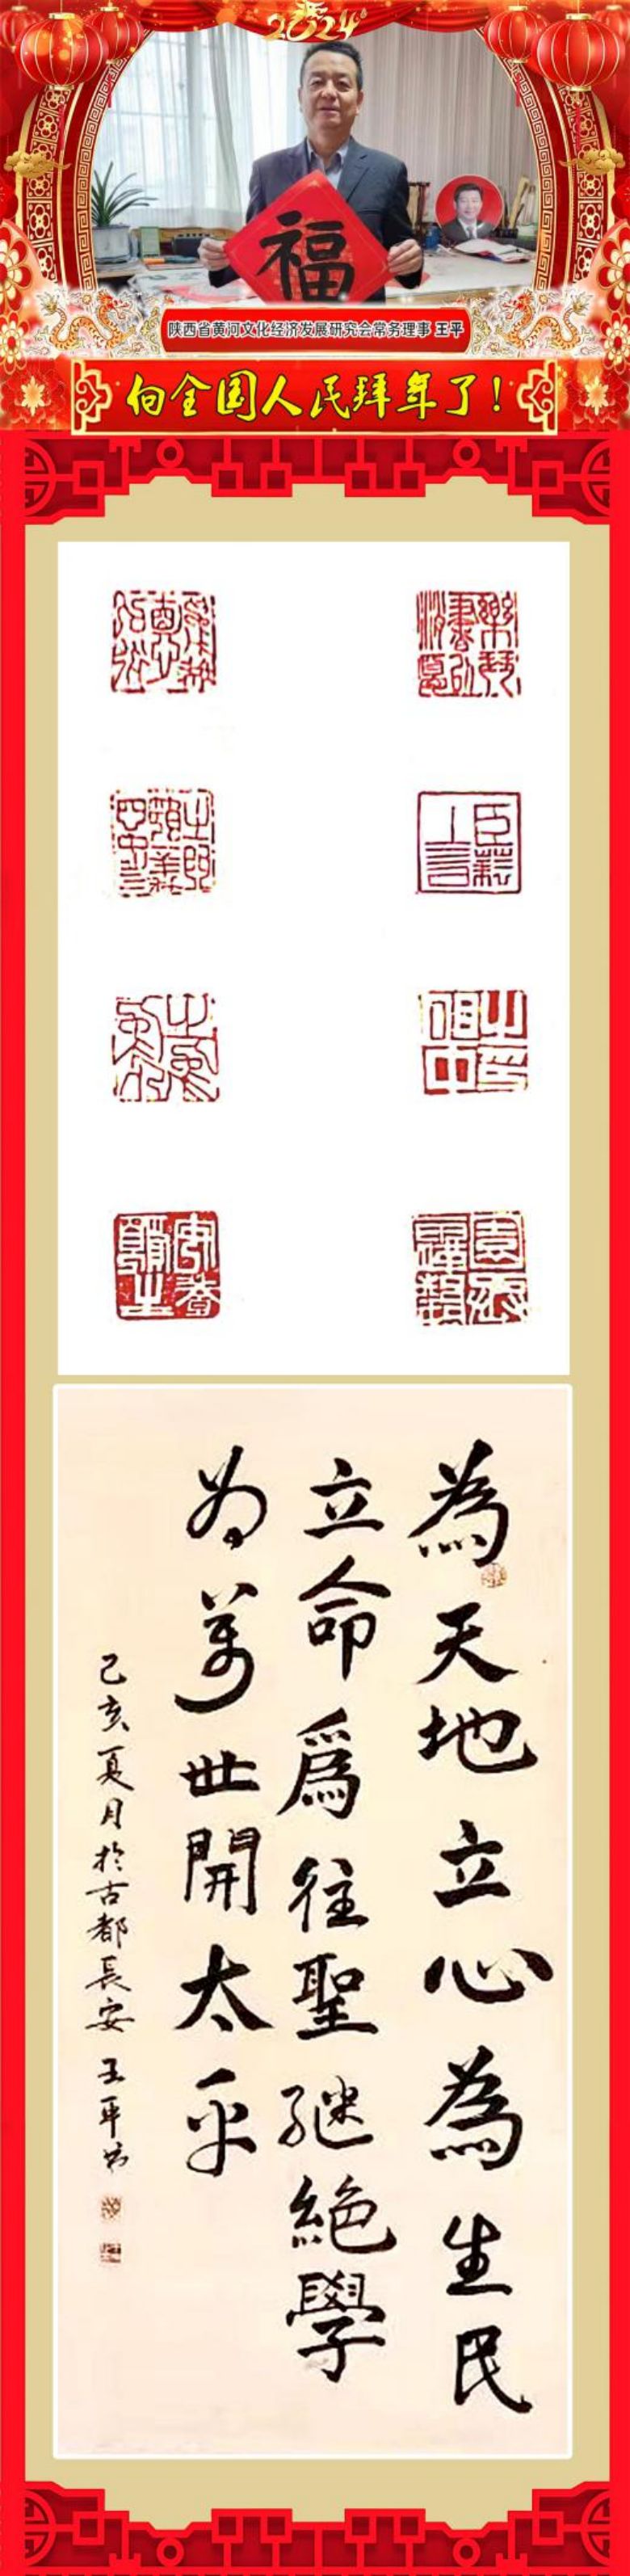 2024
福
陕西省黄河文化经济发展研究会常务理事 王平
向全国人民拜年了!
為天地立心為生民
立命爲往聖继絶學
为萬世開太平
己亥夏月於古都長安 王平书